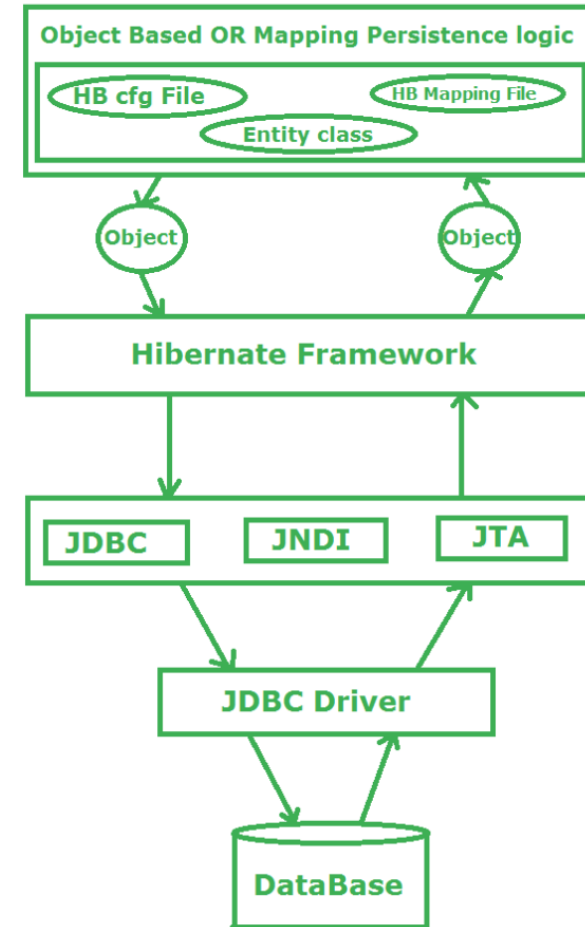 Object Based OR Mapping Persistence logic
HB cfg File
HB Mapping File
Entity class
Object
Object
Hibernate Framework
JDBC
JNDI
JTA
JDBC Driver
DataBase